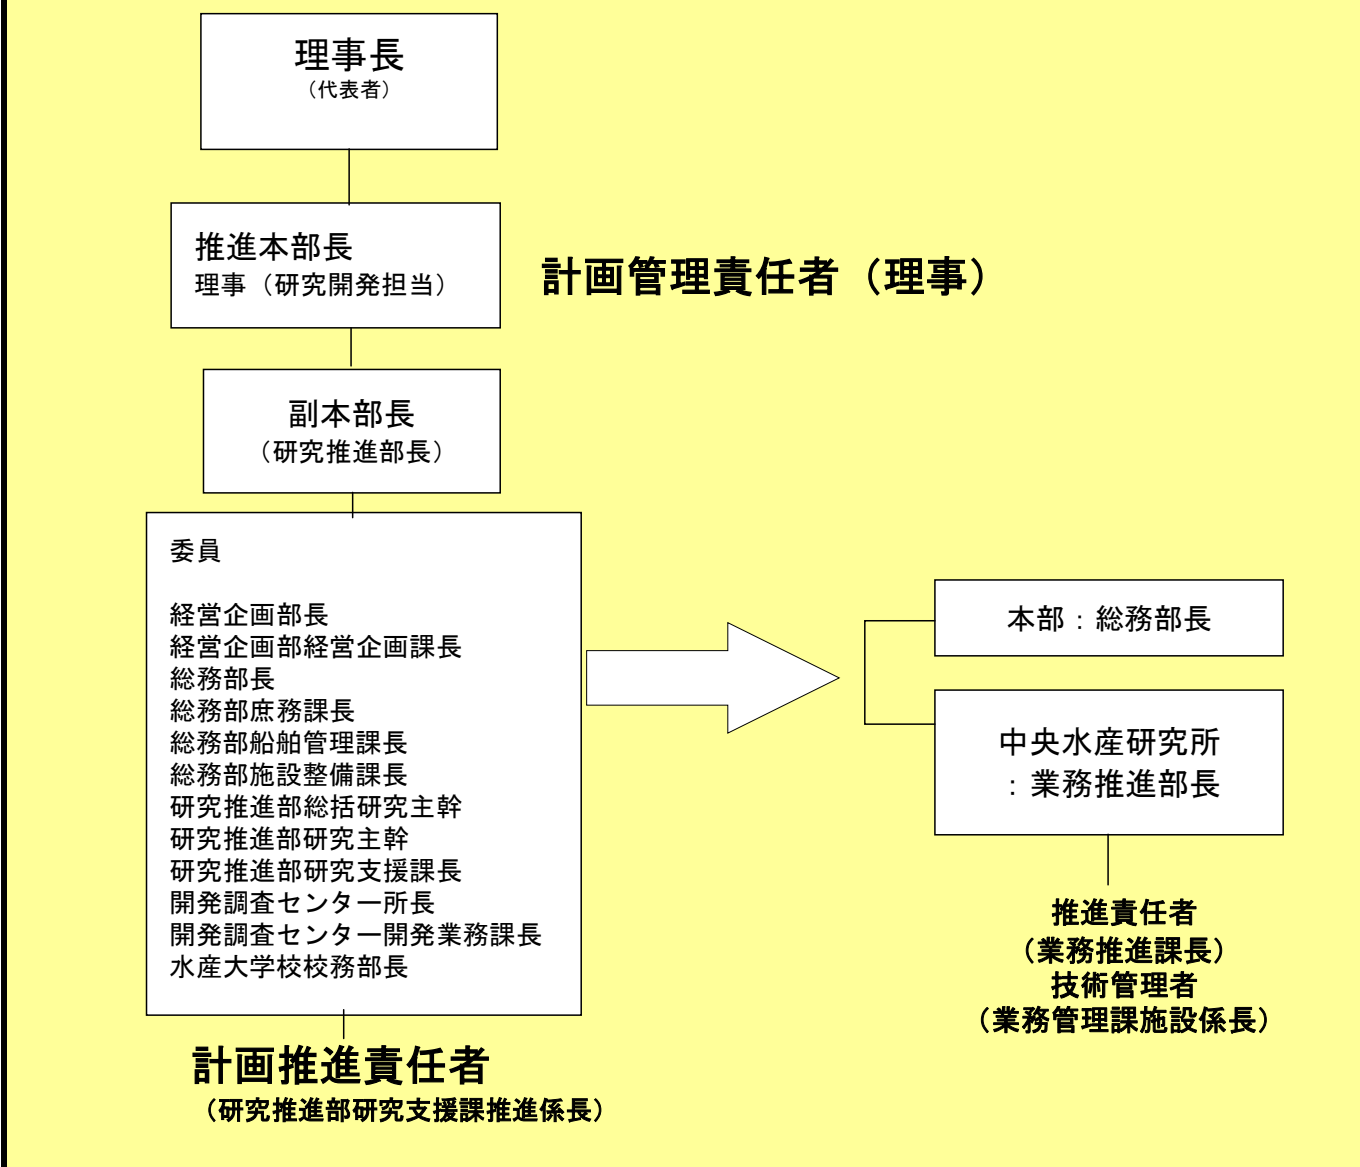 理事長
（代表者）
推進本部長
理事（研究開発担当）
計画管理責任者（理事）
副本部長
（研究推進部長）
委員
経営企画部長
経営企画部経営企画課長
総務部長
総務部庶務課長
総務部船舶管理課長
総務部施設整備課長
研究推進部総括研究主幹
研究推進部研究主幹
研究推進部研究支援課長
開発調査センター所長
開発調査センター開発業務課長
水産大学校校務部長
計画推進責任者
（研究推進部研究支援課推進係長）
本部：総務部長
中央水産研究所
：業務推進部長
推進責任者
（業務推進課長）
技術管理者
（業務管理課施設係長）